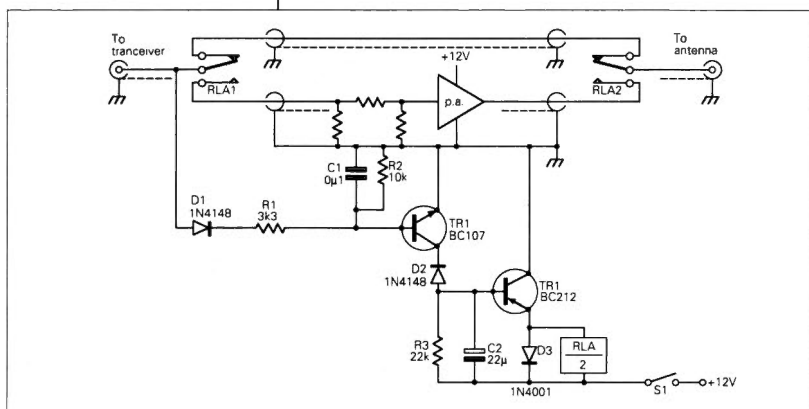 To
tranceiver
RLA1
+12V
p.a.
To
antenna
RLA2
C1
0µ1
R2
10k
D1
1N4148
R1
3k3
TR1
BC107
D2
1N4148
TR1
BC212
R3
22k
C2
22µ
D3
1N4001
RLA
2
S1
+12V